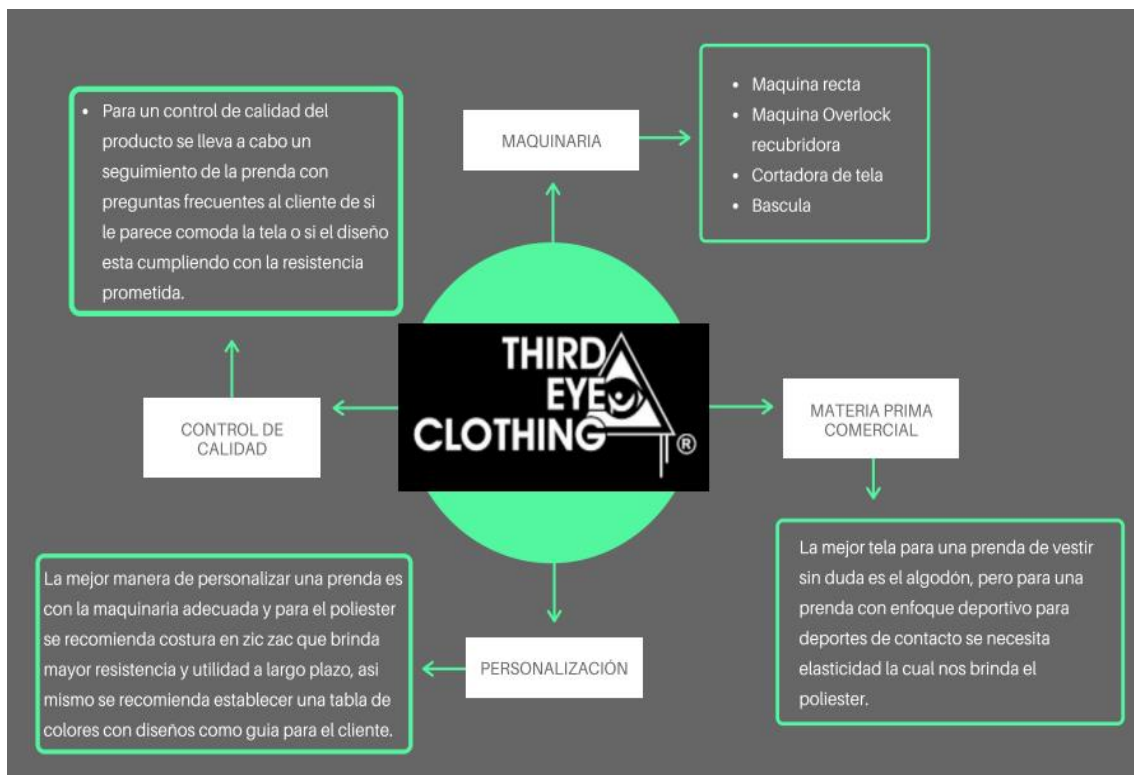 • Para un control de calidad del
producto se lleva a cabo un
seguimiento de la prenda con
preguntas frecuentes al cliente de si
le parece comoda la tela o si el diseño
esta cumpliendo con la resistencia
prometida.
MAQUINARIA
• Maquina recta
• Maquina Overlock
recubridora
• Cortadora de tela
• Bascula
CONTROL DE
CALIDAD
THIRD
EYE
CLOTHING
®
MATERIA PRIMA
COMERCIAL
La mejor manera de personalizar una prenda es
con la maquinaria adecuada y para el poliester
se recomienda costura en zic zac que brinda
mayor resistencia y utilidad a largo plazo, asi
mismo se recomienda establecer una tabla de
colores con diseños como guia para el cliente.
PERSONALIZACIÓN
La mejor tela para una prenda de vestir
sin duda es el algodón, pero para una
prenda con enfoque deportivo para
deportes de contacto se necesita
elasticidad la cual nos brinda el
poliester.